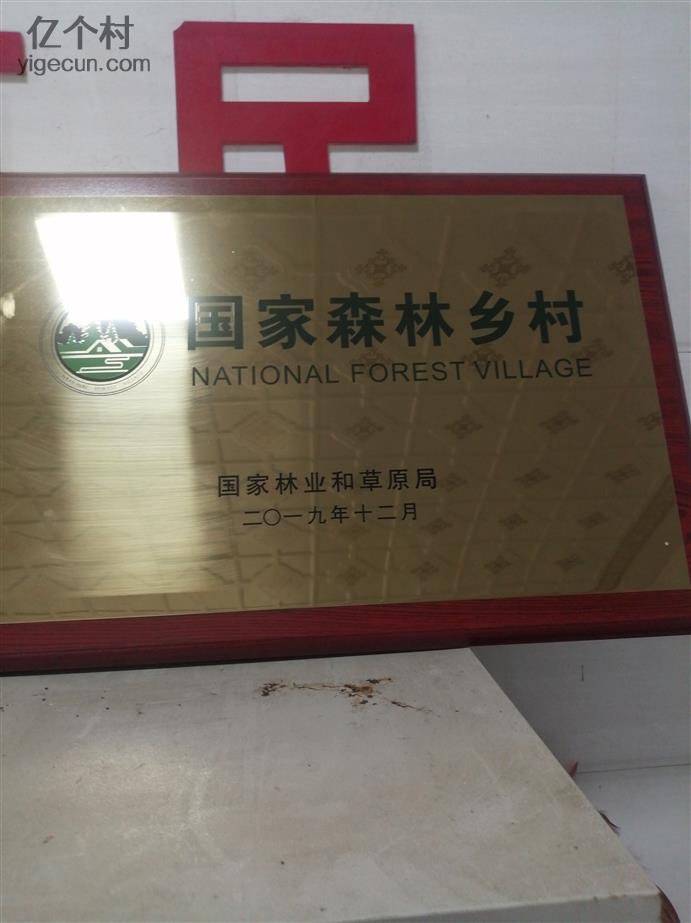 亿个村
yigecun.com
国家森林乡村
NATIONAL FOREST VILLAGE
国家林业和草原局
二〇一九年十二月